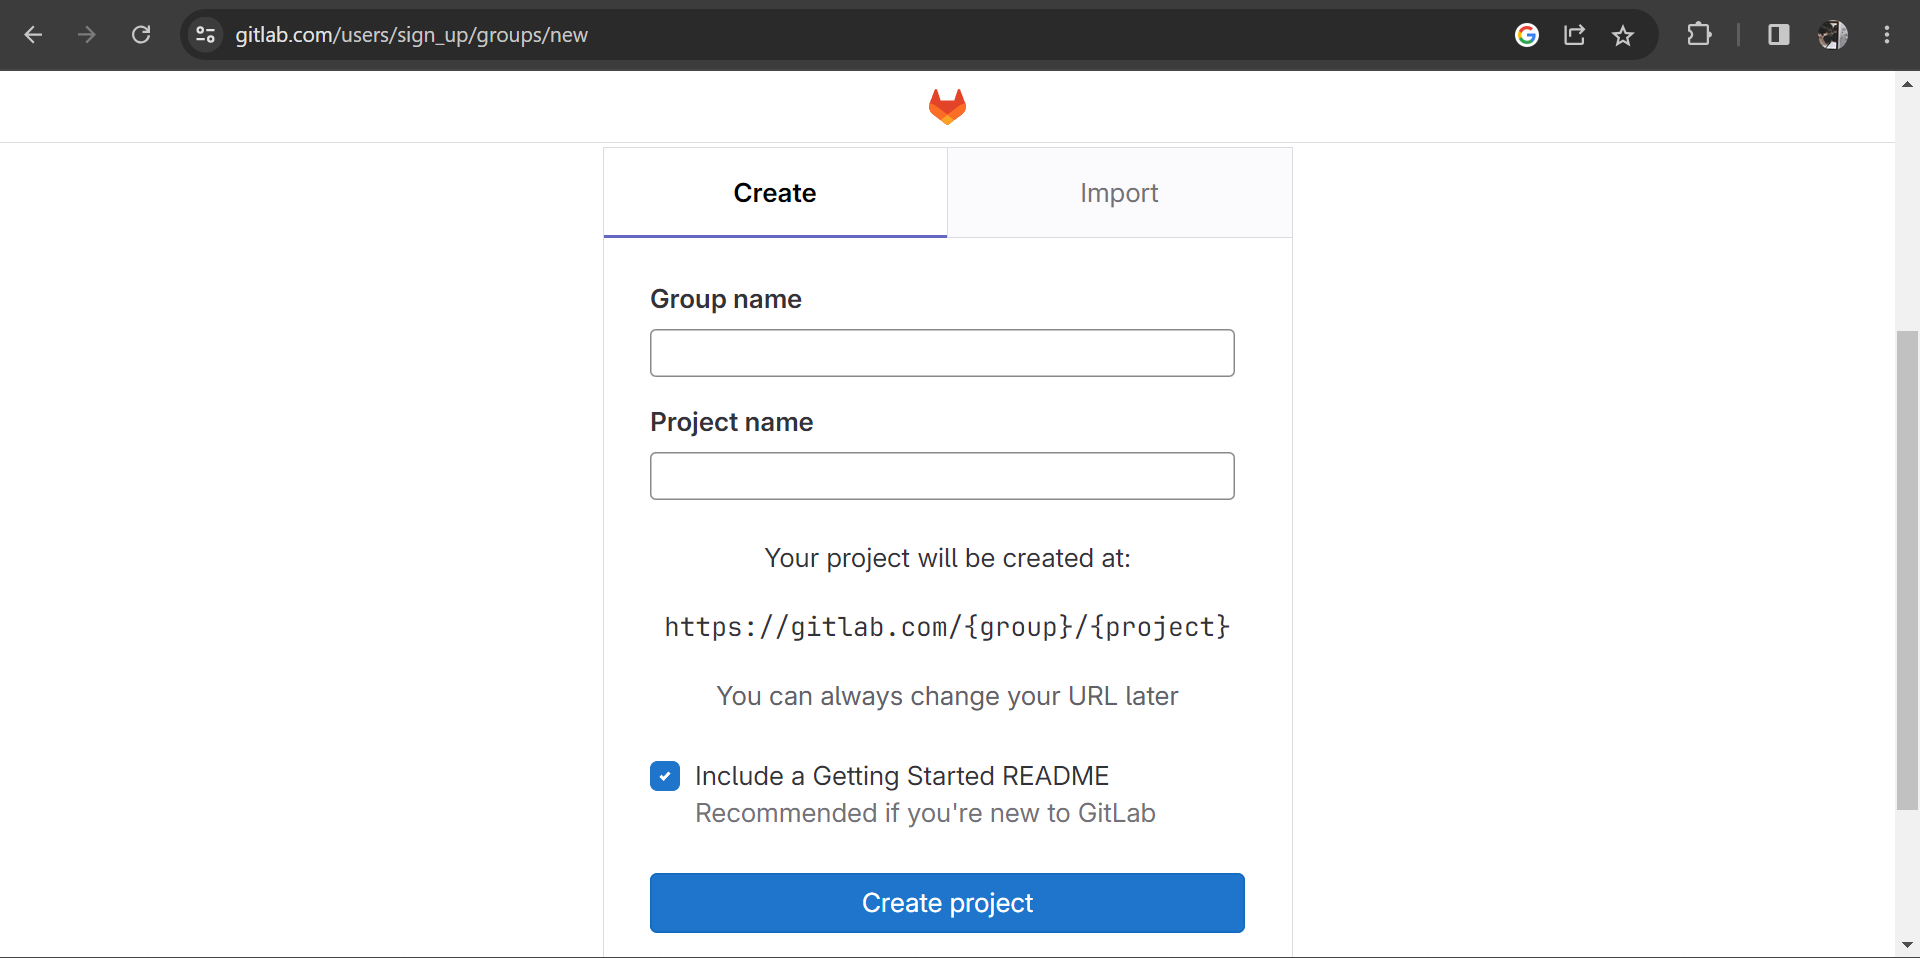 gitlab.com/users/sign_up/groups/new
Create
Import
Group name
Project name
Your project will be created at:
https://gitlab.com/{group}/{project}
You can always change your URL later
Include a Getting Started README
Recommended if you're new to GitLab
Create project